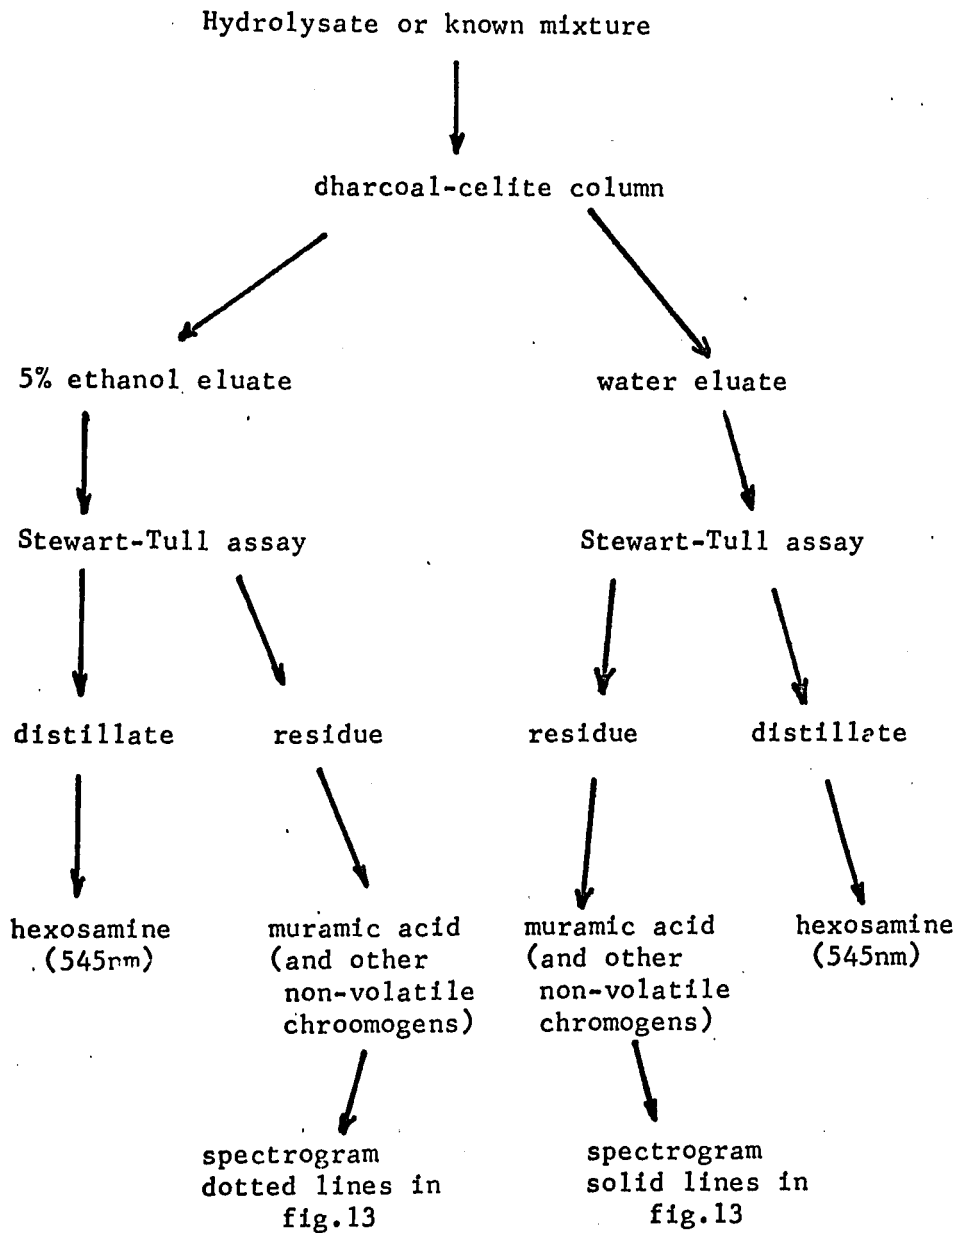 Hydrolysate or known mixture
dharcoal-celite column
5% ethanol eluate
water eluate
Stewart-Tull assay
Stewart-Tull assay
distillate
residue
residue
distillate
hexosamine
(545nm)
muramic acid
(and other
non-volatile
chroomogens)
muramic acid
(and other
non-volatile
chromogens)
hexosamine
(545nm)
spectrogram
dotted lines in
fig.13
spectrogram
solid lines in
fig.13